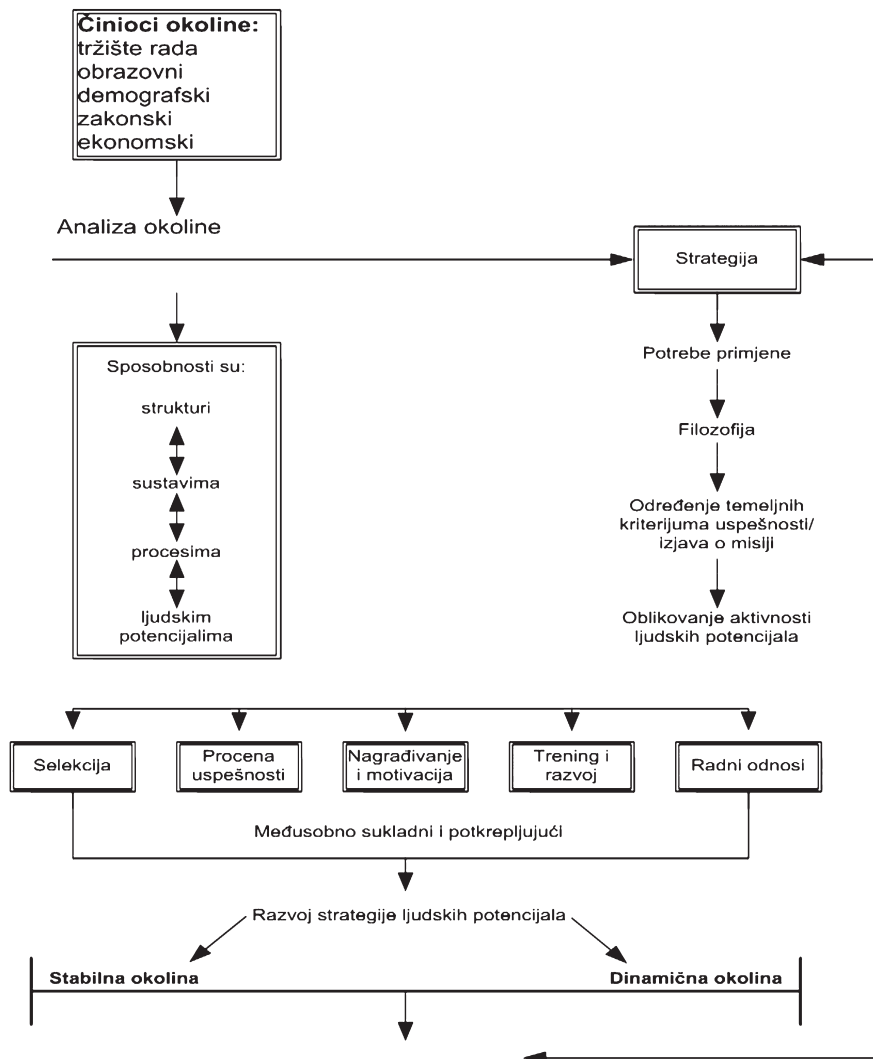 Činioci okoline:
tržište rada
obrazovni
demografski
zakonski
ekonomski
Analiza okoline
Strategija
Sposobnosti su:
strukturi
sustavima
procesima
ljudskim
potencijalima
Potrebe primjene
Filozofija
Određenje temeljnih
kriterijuma uspešnosti/
izjava o misiji
Oblikovanje aktivnosti
ljudskih potencijala
Selekcija
Procena
uspešnosti
Nagrađivanje
i motivacija
Trening i
razvoj
Radni odnosi
Međusobno sukladni i potkrepljujući
Razvoj strategije ljudskih potencijala
Stabilna okolina
Dinamična okolina